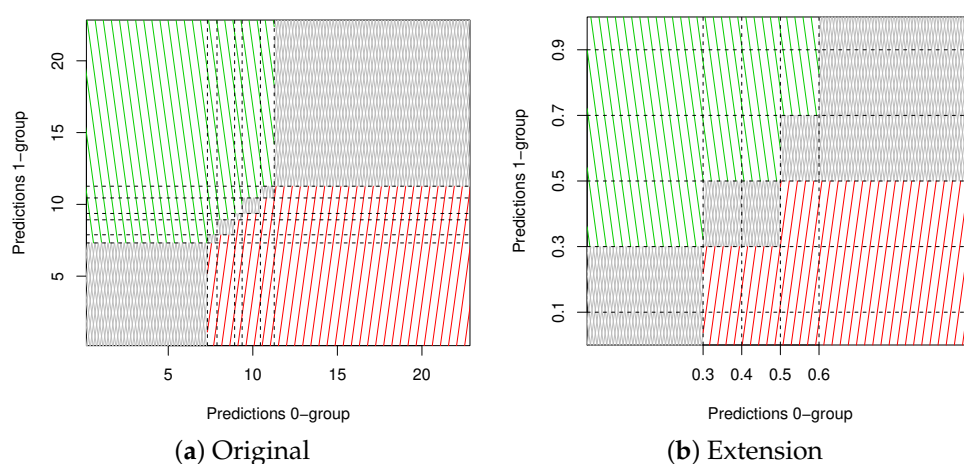 Predictions 1−group
20
15
10
5
5 10 15 20
Predictions 0−group
(a) Original
Predictions 1−group
0.9
0.7
0.5
0.3
0.1
0.3 0.4 0.5 0.6
Predictions 0−group
(b) Extension